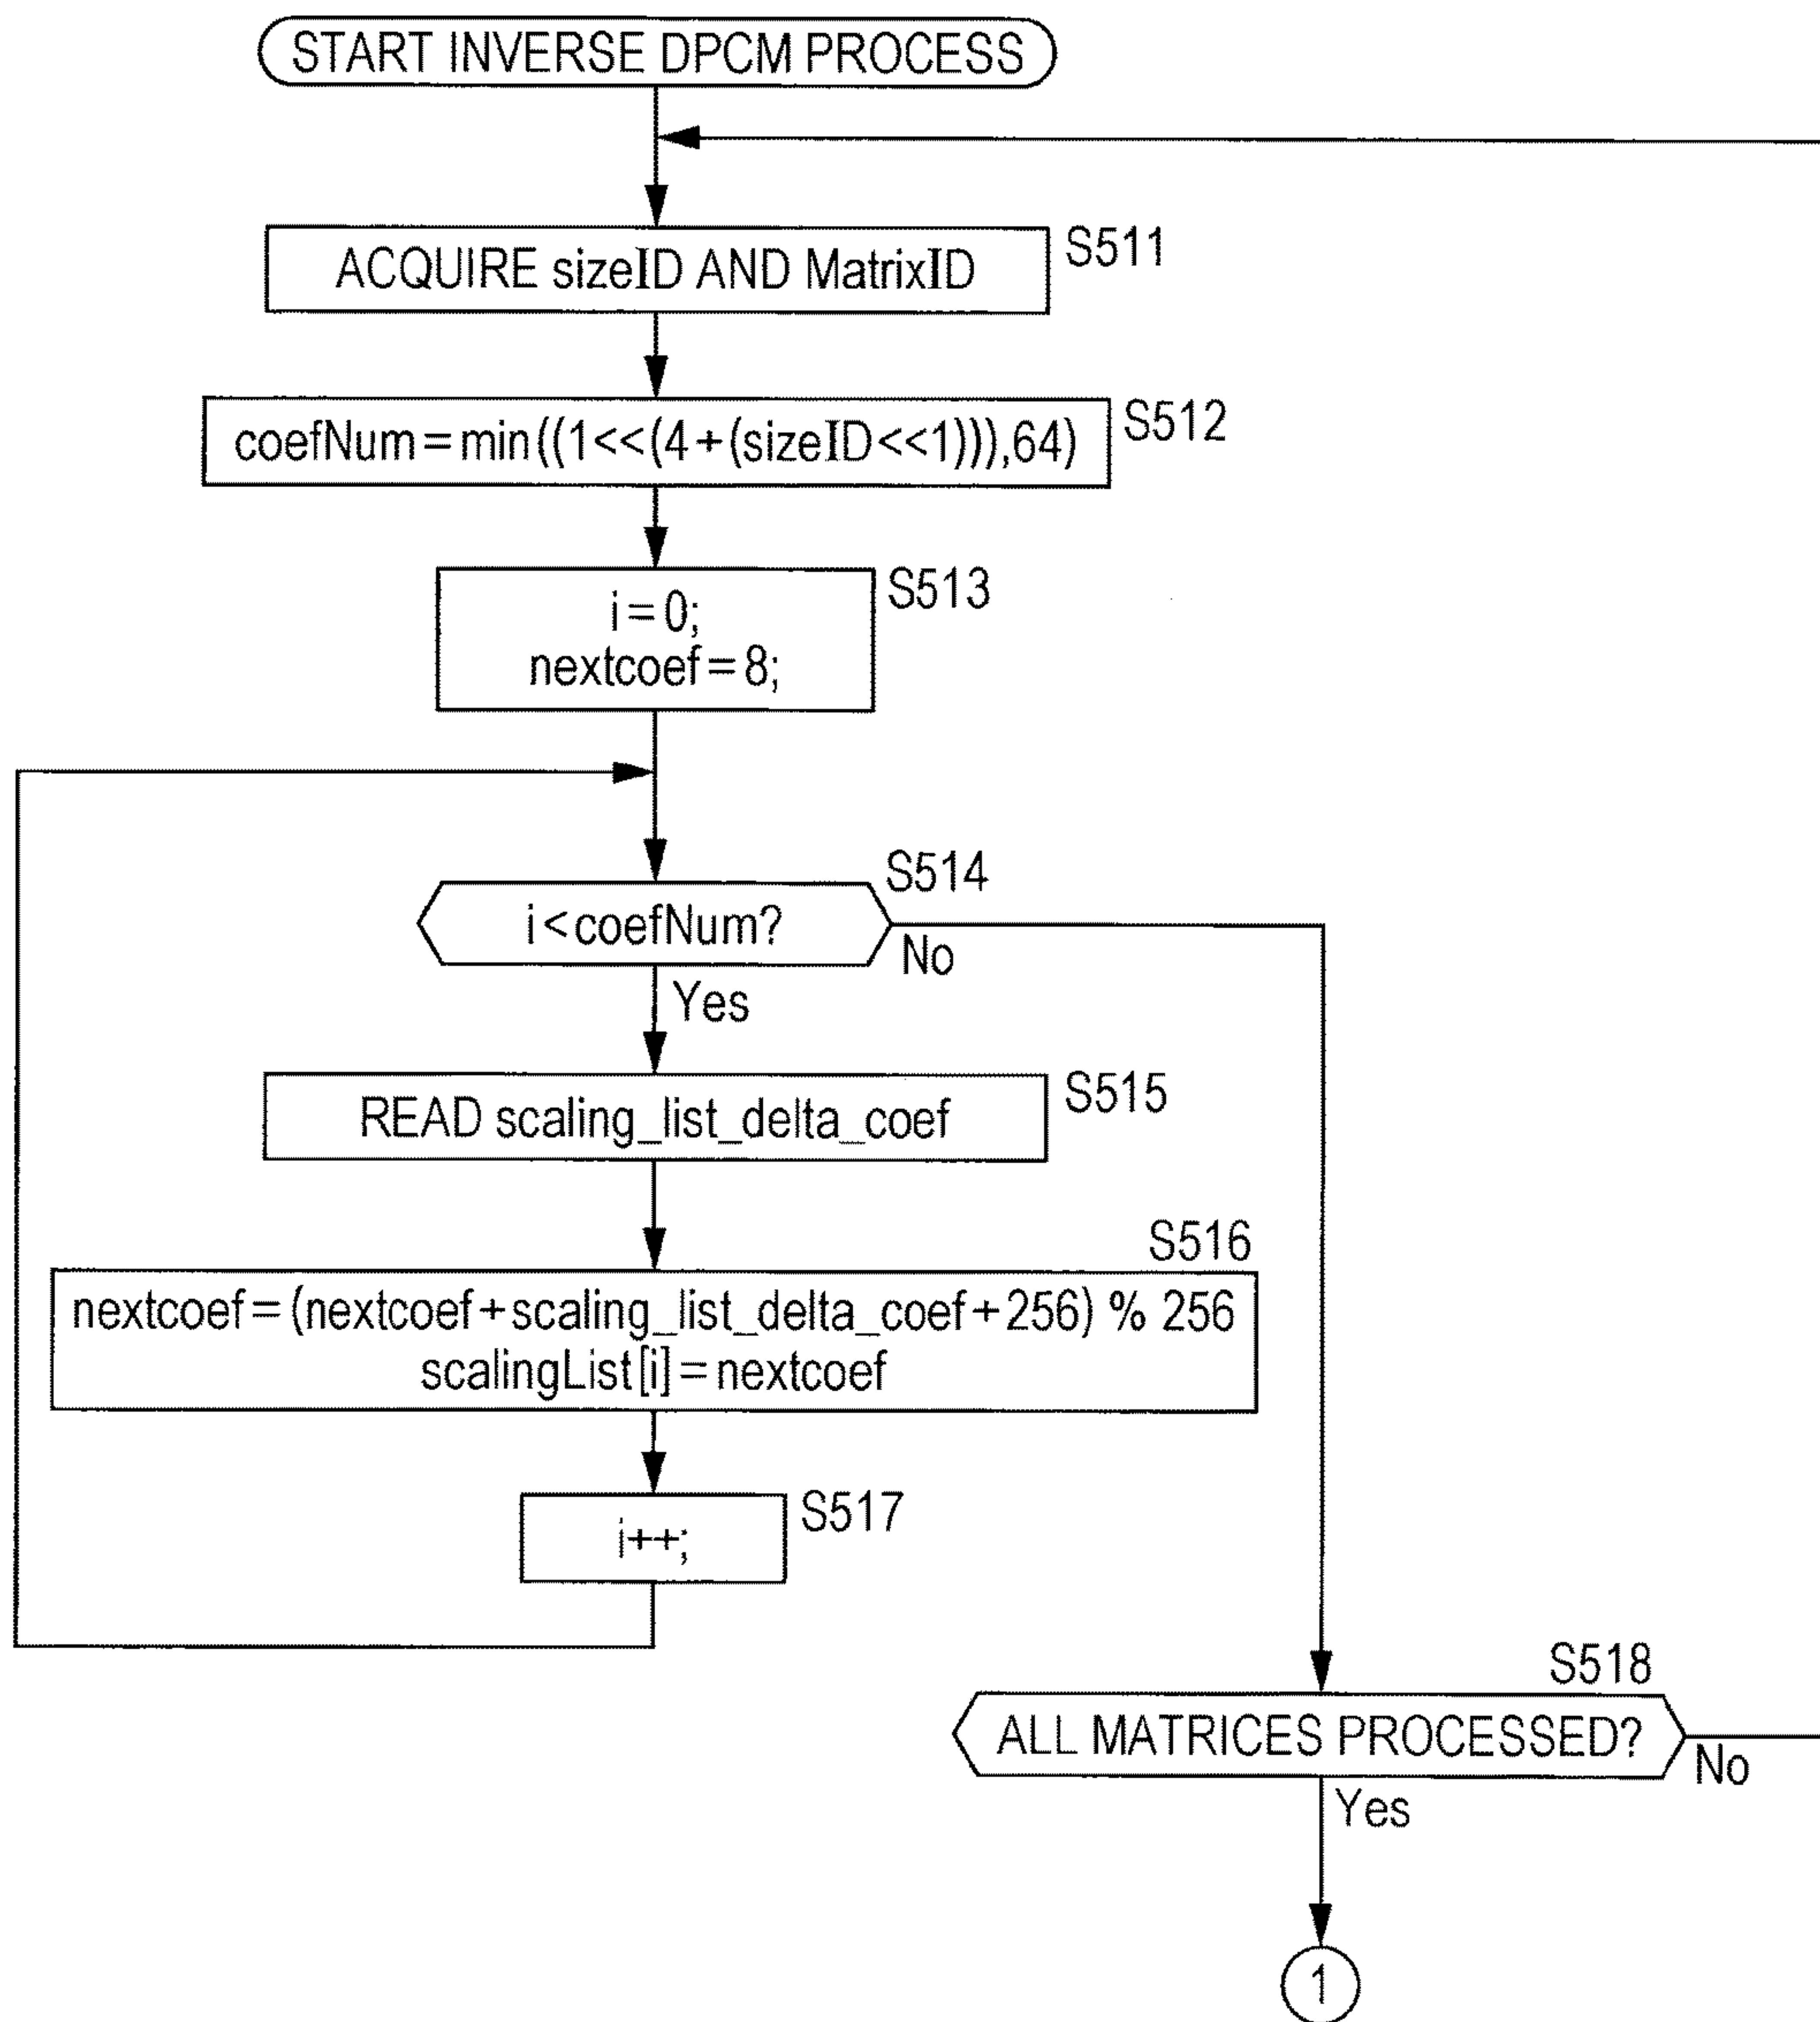 START INVERSE DPCM PROCESS
ACQUIRE sizeID AND MatrixID
S511
coefNum=min((1<<(4+(sizeID<<1))),64)
S512
i=0;
nextcoef=8;
S513
S514
i<coefNum?
No
Yes
READ scaling_list_delta_coef
S515
S516
nextcoef=(nextcoef+scaling_list_delta_coef+256) % 256
scalingList[i]=nextcoef
i++;
S517
S518
ALL MATRICES PROCESSED?
No
Yes
1